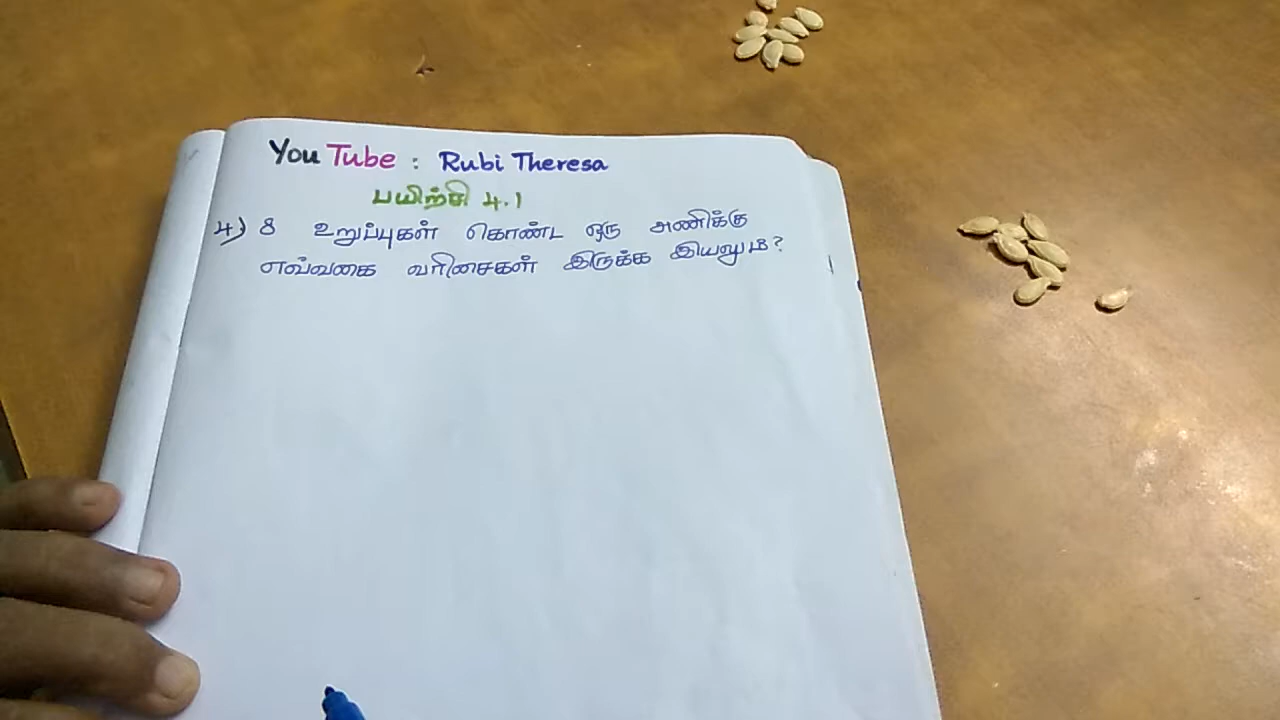 YouTube : Rubi Theresa
பயிற்சி 4.1
4) 8 உறுப்புகள் கொண்ட ஒரு அணிக்கு
எவ்வகை வரிசைகள் இருக்க இயலும்?